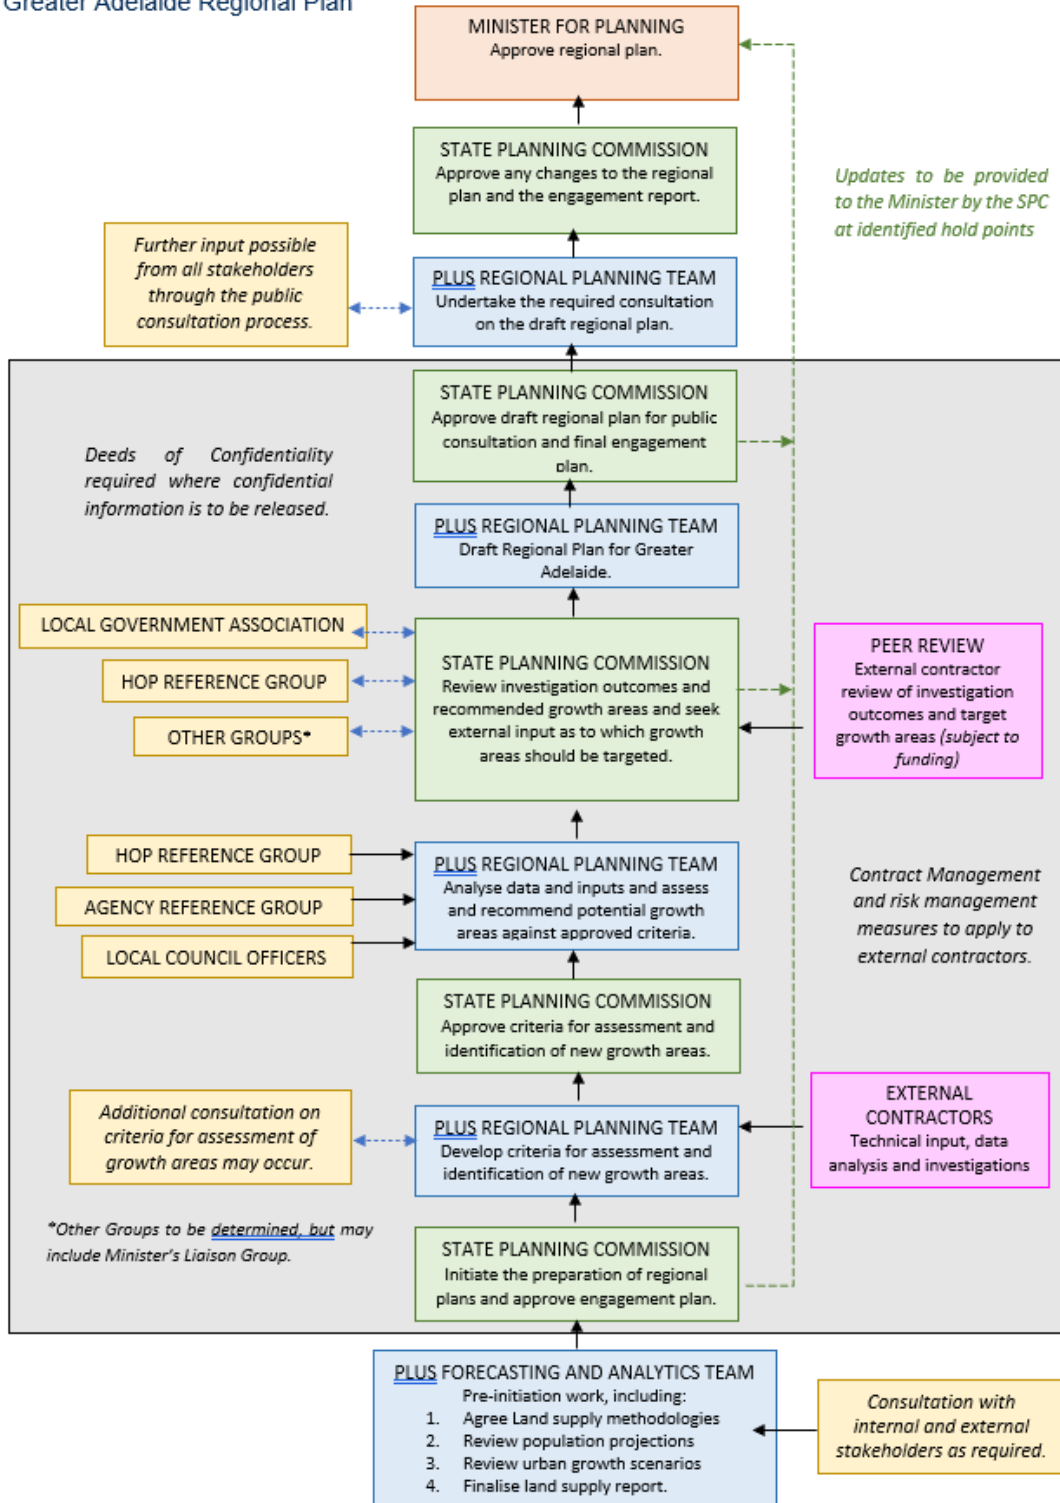 Greater Adelaide Regional Plan
MINISTER FOR PLANNING
Approve regional plan.
STATE PLANNING COMMISSION
Approve any changes to the regional
plan and the engagement report.
Updates to be provided
to the Minister by the SPC
at identified hold points
Further input possible
from all stakeholders
through the public
consultation process.
PLUS REGIONAL PLANNING TEAM
Undertake the required consultation
on the draft regional plan.
STATE PLANNING COMMISSION
Approve draft regional plan for public
consultation and final engagement
plan.
Deeds of Confidentiality
required where confidential
information is to be released.
PLUS REGIONAL PLANNING TEAM
Draft Regional Plan for Greater
Adelaide.
LOCAL GOVERNMENT ASSOCIATION
HOP REFERENCE GROUP
OTHER GROUPS*
STATE PLANNING COMMISSION
Review investigation outcomes and
recommended growth areas and seek
external input as to which growth
areas should be targeted.
PEER REVIEW
External contractor
review of investigation
outcomes and target
growth areas (subject to
funding)
HOP REFERENCE GROUP
AGENCY REFERENCE GROUP
LOCAL COUNCIL OFFICERS
PLUS REGIONAL PLANNING TEAM
Analyse data and inputs and assess
and recommend potential growth
areas against approved criteria.
Contract Management
and risk management
measures to apply to
external contractors.
STATE PLANNING COMMISSION
Approve criteria for assessment and
identification of new growth areas.
Additional consultation on
criteria for assessment of
growth areas may occur.
PLUS REGIONAL PLANNING TEAM
Develop criteria for assessment and
identification of new growth areas.
EXTERNAL
CONTRACTORS
Technical input, data
analysis and investigations
*Other Groups to be determined, but may
include Minister's Liaison Group.
STATE PLANNING COMMISSION
Initiate the preparation of regional
plans and approve engagement plan.
PLUS FORECASTING AND ANALYTICS TEAM
Pre-initiation work, including:
1. Agree Land supply methodologies
2. Review population projections
3. Review urban growth scenarios
4. Finalise land supply report.
Consultation with
internal and external
stakeholders as required.